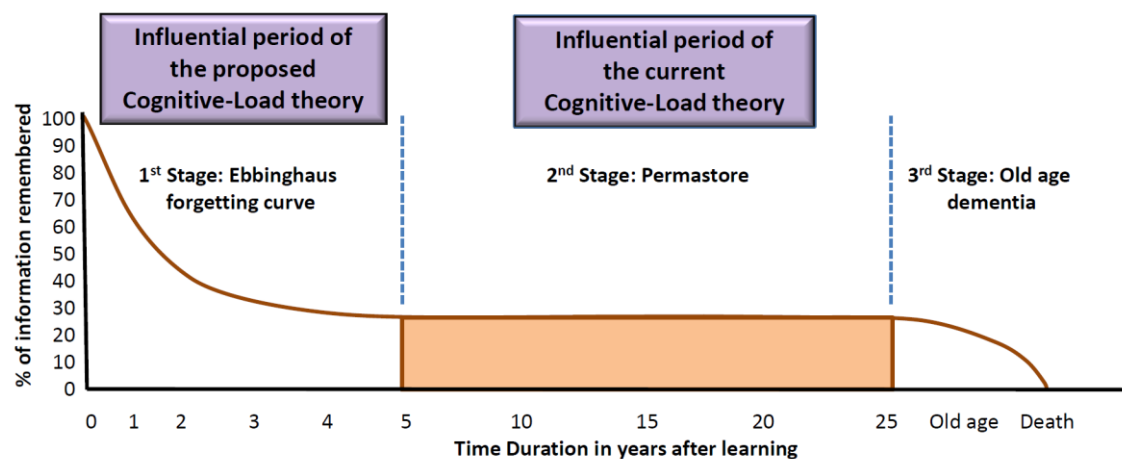 Influential period of
the proposed
Cognitive-Load theory
Influential period of
the current
Cognitive-Load theory
% of information remembered
100
90
80
70
60
50
40
30
20
10
0
1st Stage: Ebbinghaus
forgetting curve
2nd Stage: Permastore
3rd Stage: Old age
dementia
0 1 2 3 4 5 10 15 20 25 Old age Death
Time Duration in years after learning